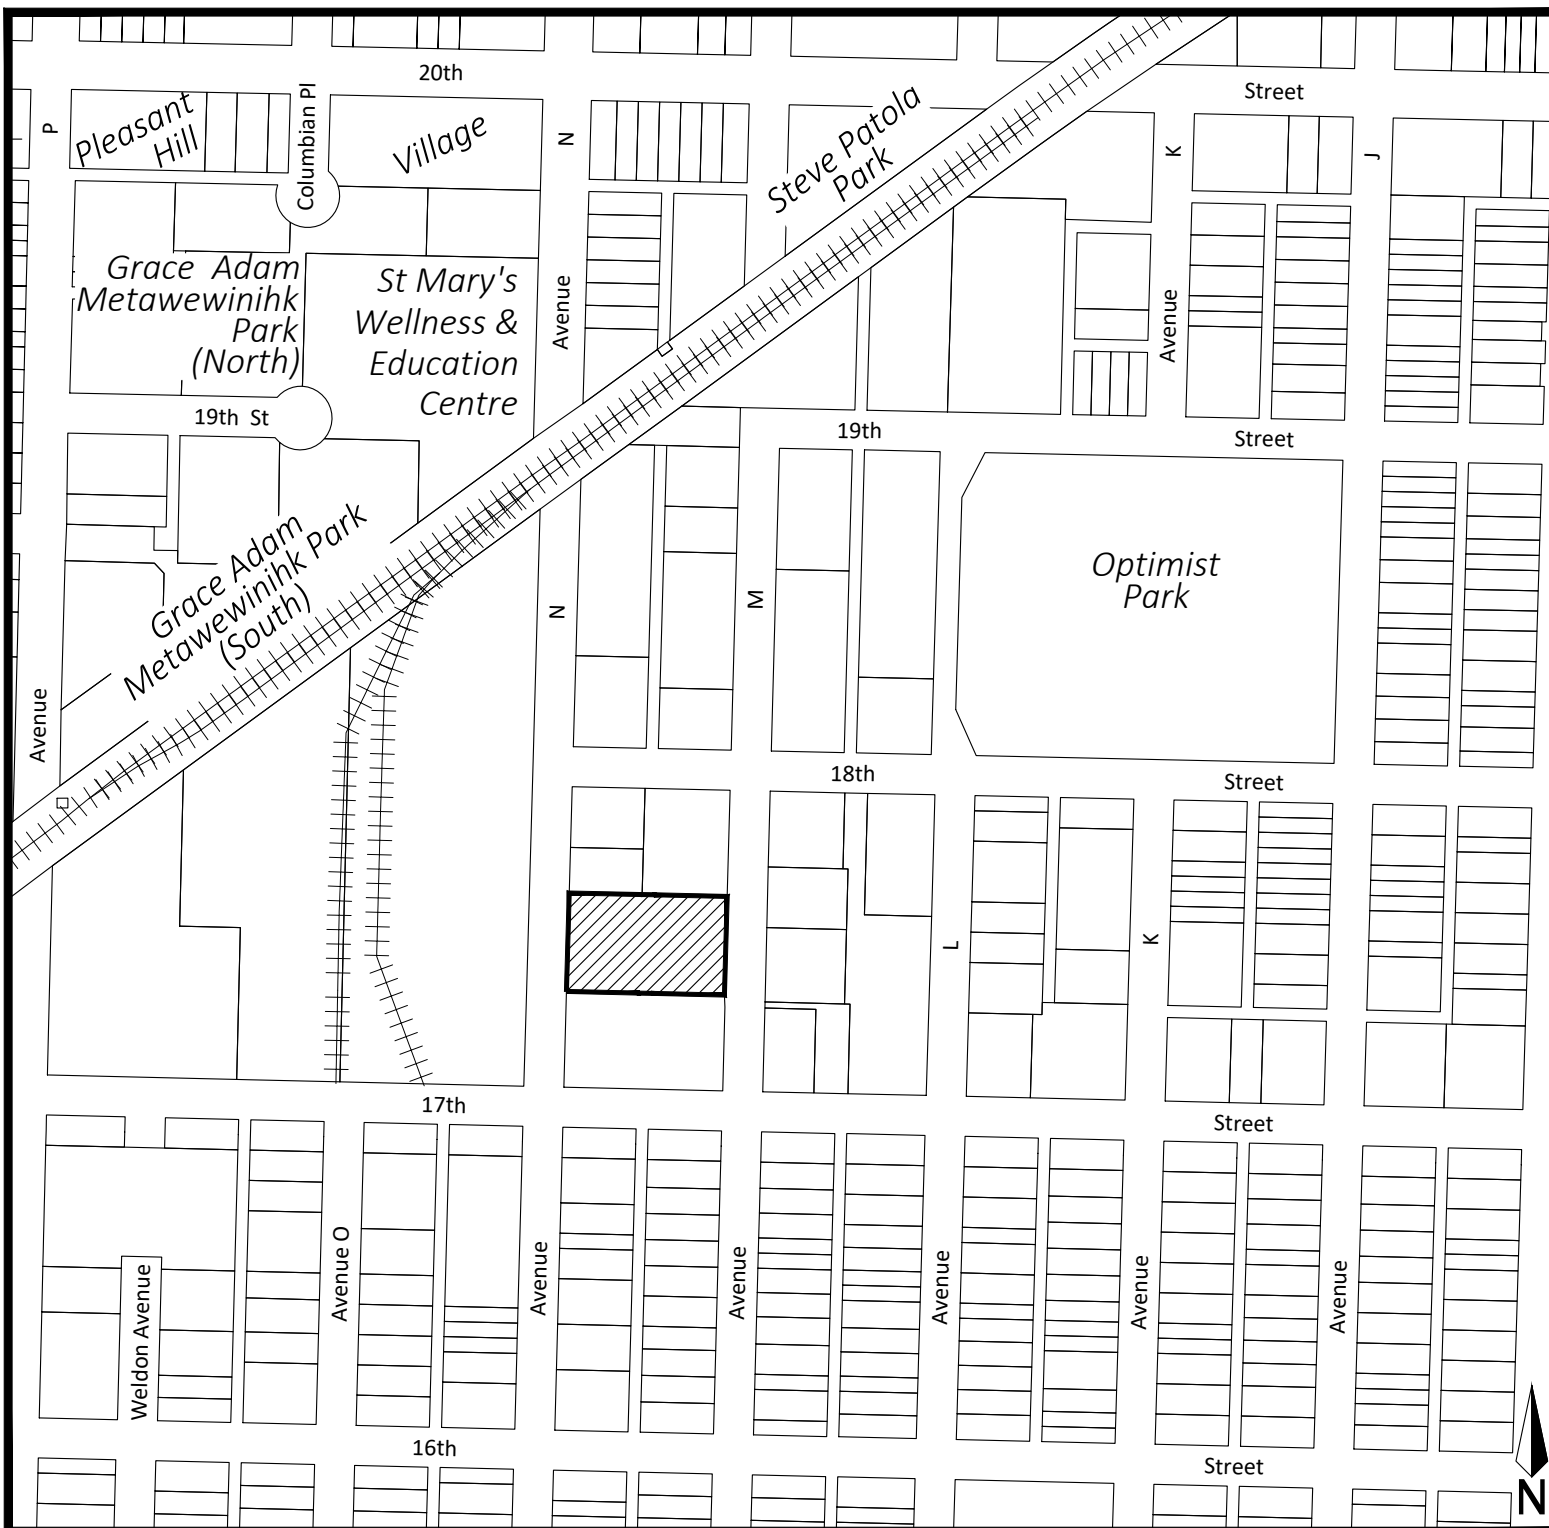 20th
Street
P
Pleasant
Hill
Columbian Pl
Village
N
Steve Patola
Park
K
J
Grace Adam
Metawewinihk
Park
(North)
St Mary's
Wellness &
Education
Centre
Avenue
Avenue
19th St
19th
Street
Grace Adam
Metawewinihk Park
(South)
N
M
Optimist
Park
Avenue
18th
Street
L
K
17th
Street
Weldon Avenue
Avenue O
Avenue
Avenue
Avenue
Avenue
Avenue
16th
Street
N